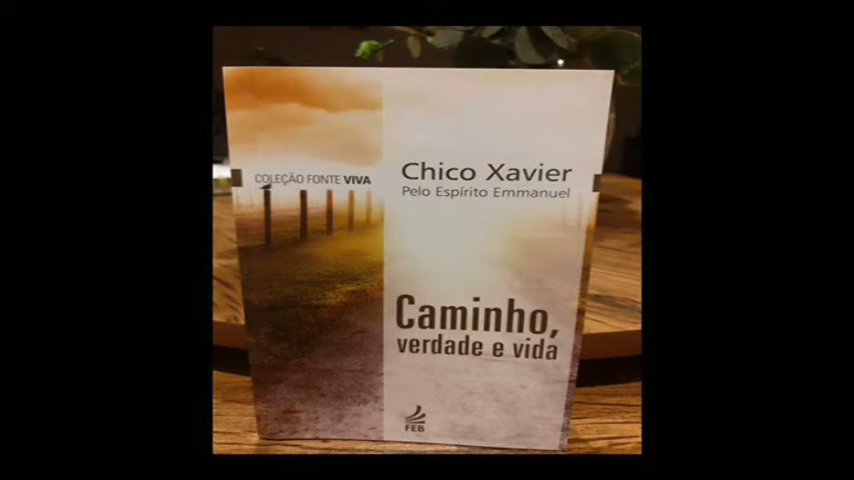 COLEÇÃO FONTE VIVA
Chico Xavier
Pelo Espírito Emmanuel
Caminho,
verdade e vida
FEB